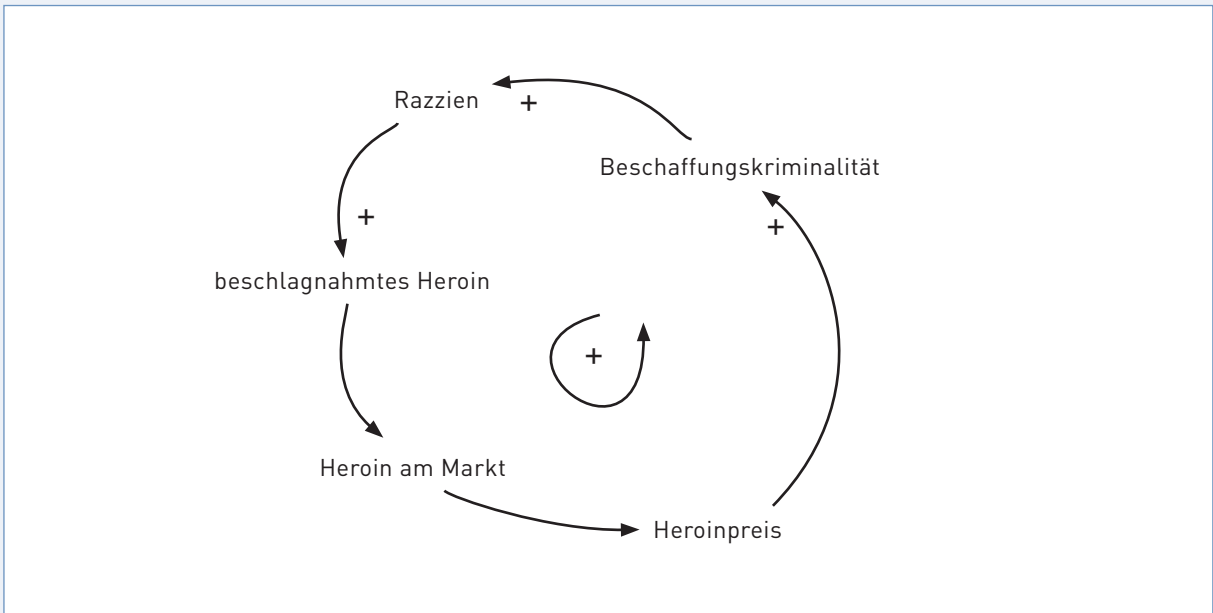 Razzien
+
Beschaffungskriminalität
+
+
beschlagnahmtes Heroin
+
Heroin am Markt
Heroinpreis